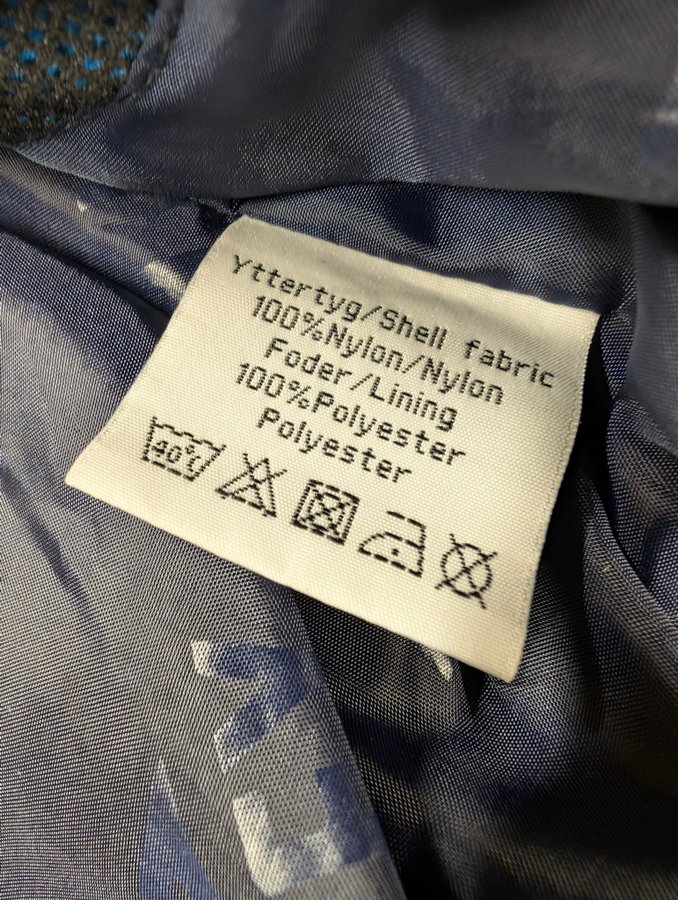 Yttertyg/Shell fabric
100%Nylon/Nylon
Foder/Lining
100%Polyester
Polyester
40°C